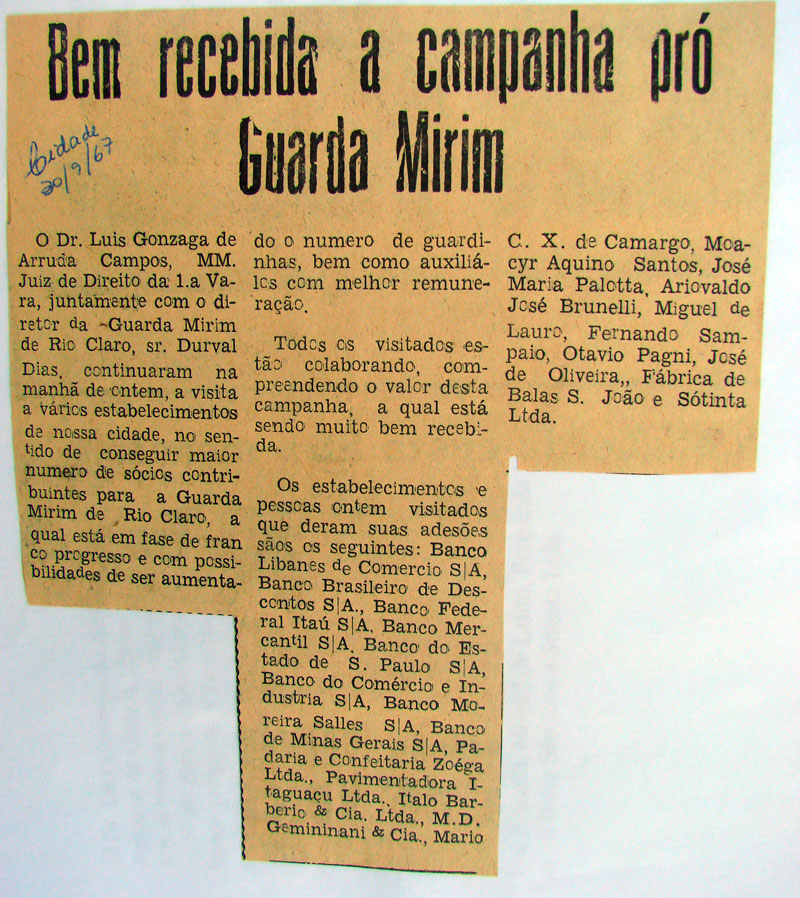 Bem recebida a campanha pró
Guarda Mirim
Cidade
20/9/67
O Dr. Luis Gonzaga de
Arruda Campos, MM.
Juiz de Direito da 1.a Va-
ra, juntamente com o di-
retor da Guarda Mirim
de Rio Claro, sr. Durval
Dias, continuaram na
manhã de ontem, a visita
a vários estabelecimentos
de nossa cidade, no sen-
tido de conseguir maior
numero de sócios contri-
buintes para a Guarda
Mirim de Rio Claro, a
qual está em fase de fran
co progresso e com possi-
bilidades de ser aumenta-
do o numero de guardi-
nhas, bem como auxiliá-
los com melhor remune-
ração.
Todos os visitados es-
tão colaborando, com-
preendendo o valor desta
campanha, a qual está
sendo muito bem recebi-
da.
Os estabelecimentos e
pessoas ontem visitados
que deram suas adesões
sãos os seguintes: Banco
Libanes de Comercio S|A,
Banco Brasileiro de Des-
contos S|A., Banco Fede-
ral Itaú S|A, Banco Mer-
cantil S|A, Banco do Es-
tado de S. Paulo S|A,
Banco do Comércio e In-
dustria S|A, Banco Mo-
reira Salles S|A, Banco
de Minas Gerais S|A, Pa-
daria e Confeitaria Zoéga
Ltda., Pavimentadora I-
taguaçu Ltda., Italo Bar-
berio & Cia. Ltda., M.D.
Gemininani & Cia., Mario
C. X. de Camargo, Moa-
cyr Aquino Santos, José
Maria Palotta, Ariovaldo
José Brunelli, Miguel de
Lauro, Fernando Sam-
paio, Otavio Pagni, José
de Oliveira,, Fábrica de
Balas S. João e Sótinta
Ltda.